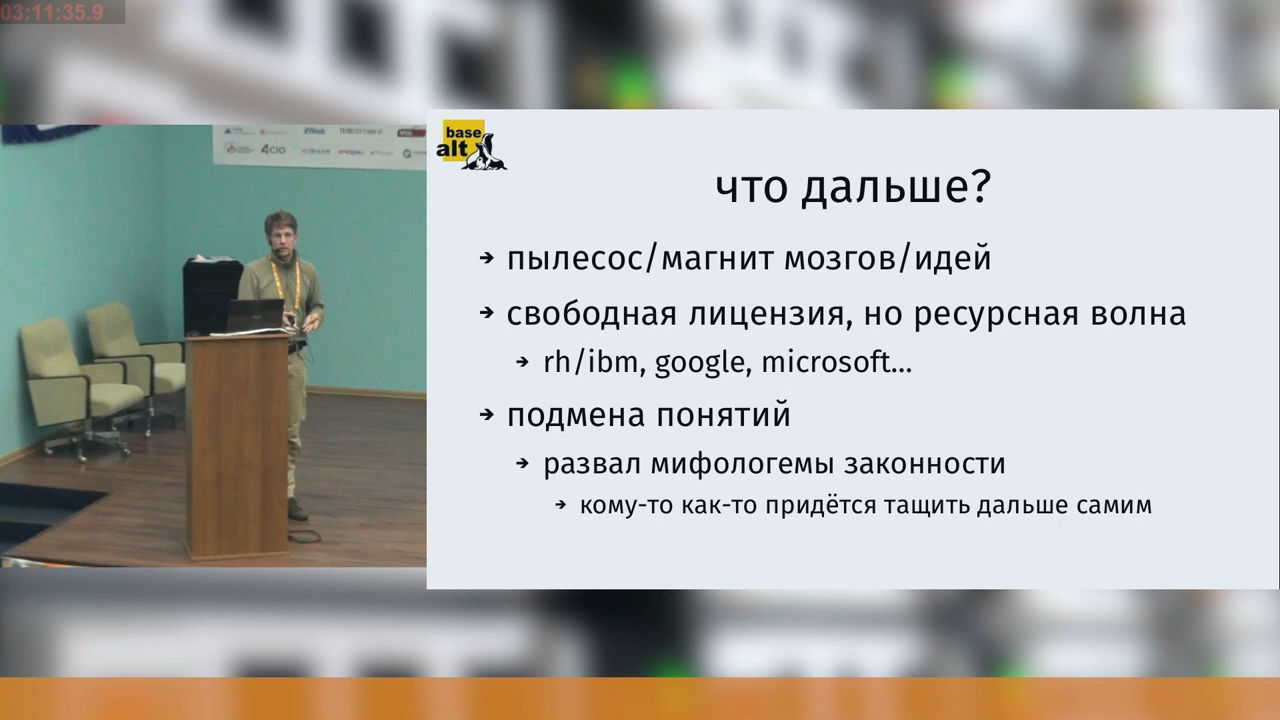 03:11:35.9
ITWeek
4CIO
base
alt
что дальше?
пылесос/магнит мозгов/идей
свободная лицензия, но ресурсная волна
rh/ibm, google, microsoft...
подмена понятий
развал мифологемы законности
кому-то как-то придётся тащить дальше самим